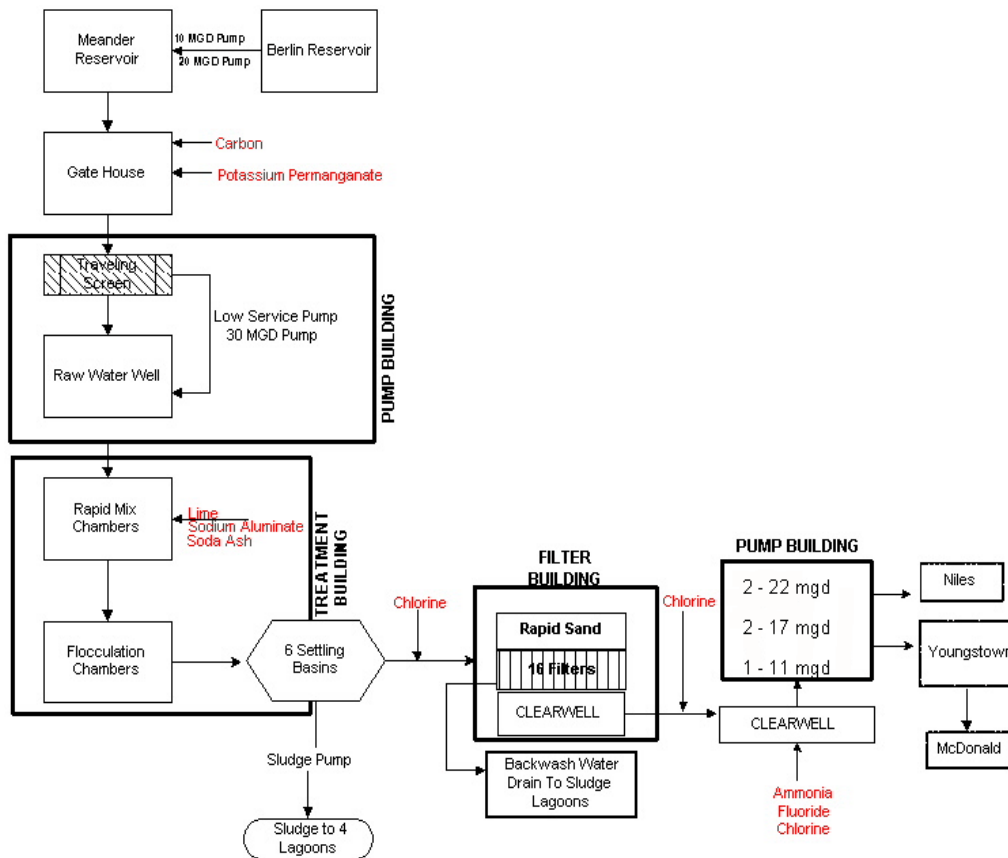 Meander
Reservoir
10 MGD Pump
20 MGD Pump
Berlin Reservoir
Gate House
Carbon
Potassium Permanganate
Traveling
Screen
Low Service Pump
30 MGD Pump
Raw Water Well
PUMP BUILDING
Rapid Mix
Chambers
Lime
Sodium Aluminate
Soda Ash
TREATMENT
BUILDING
Flocculation
Chambers
6 Settling
Basins
Sludge Pump
Sludge to 4
Lagoons
Chlorine
FILTER
BUILDING
Rapid Sand
16 Filters
CLEARWELL
Backwash Water
Drain To Sludge
Lagoons
Chlorine
PUMP BUILDING
2 - 22 mgd
2 - 17 mgd
1 - 11 mgd
CLEARWELL
Ammonia
Fluoride
Chlorine
Niles
Youngstown
McDonald